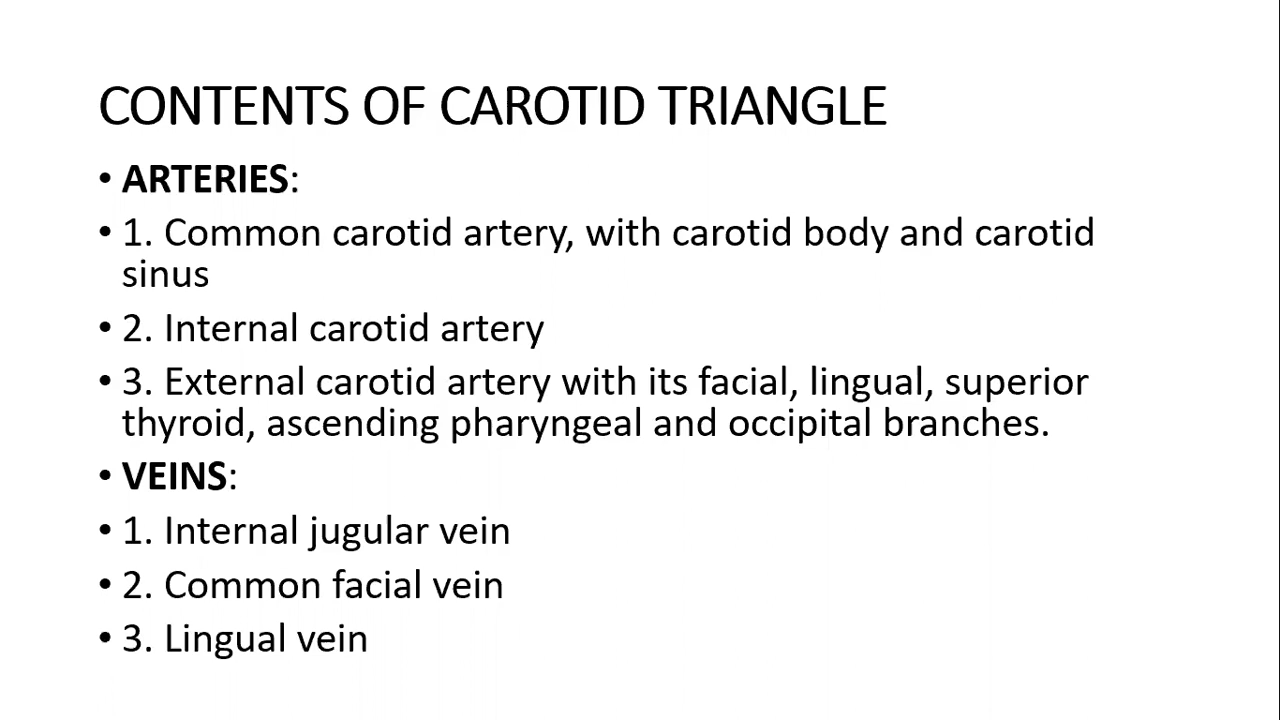 CONTENTS OF CAROTID TRIANGLE
• ARTERIES:
• 1. Common carotid artery, with carotid body and carotid
sinus
• 2. Internal carotid artery
• 3. External carotid artery with its facial, lingual, superior
thyroid, ascending pharyngeal and occipital branches.
• VEINS:
• 1. Internal jugular vein
• 2. Common facial vein
• 3. Lingual vein